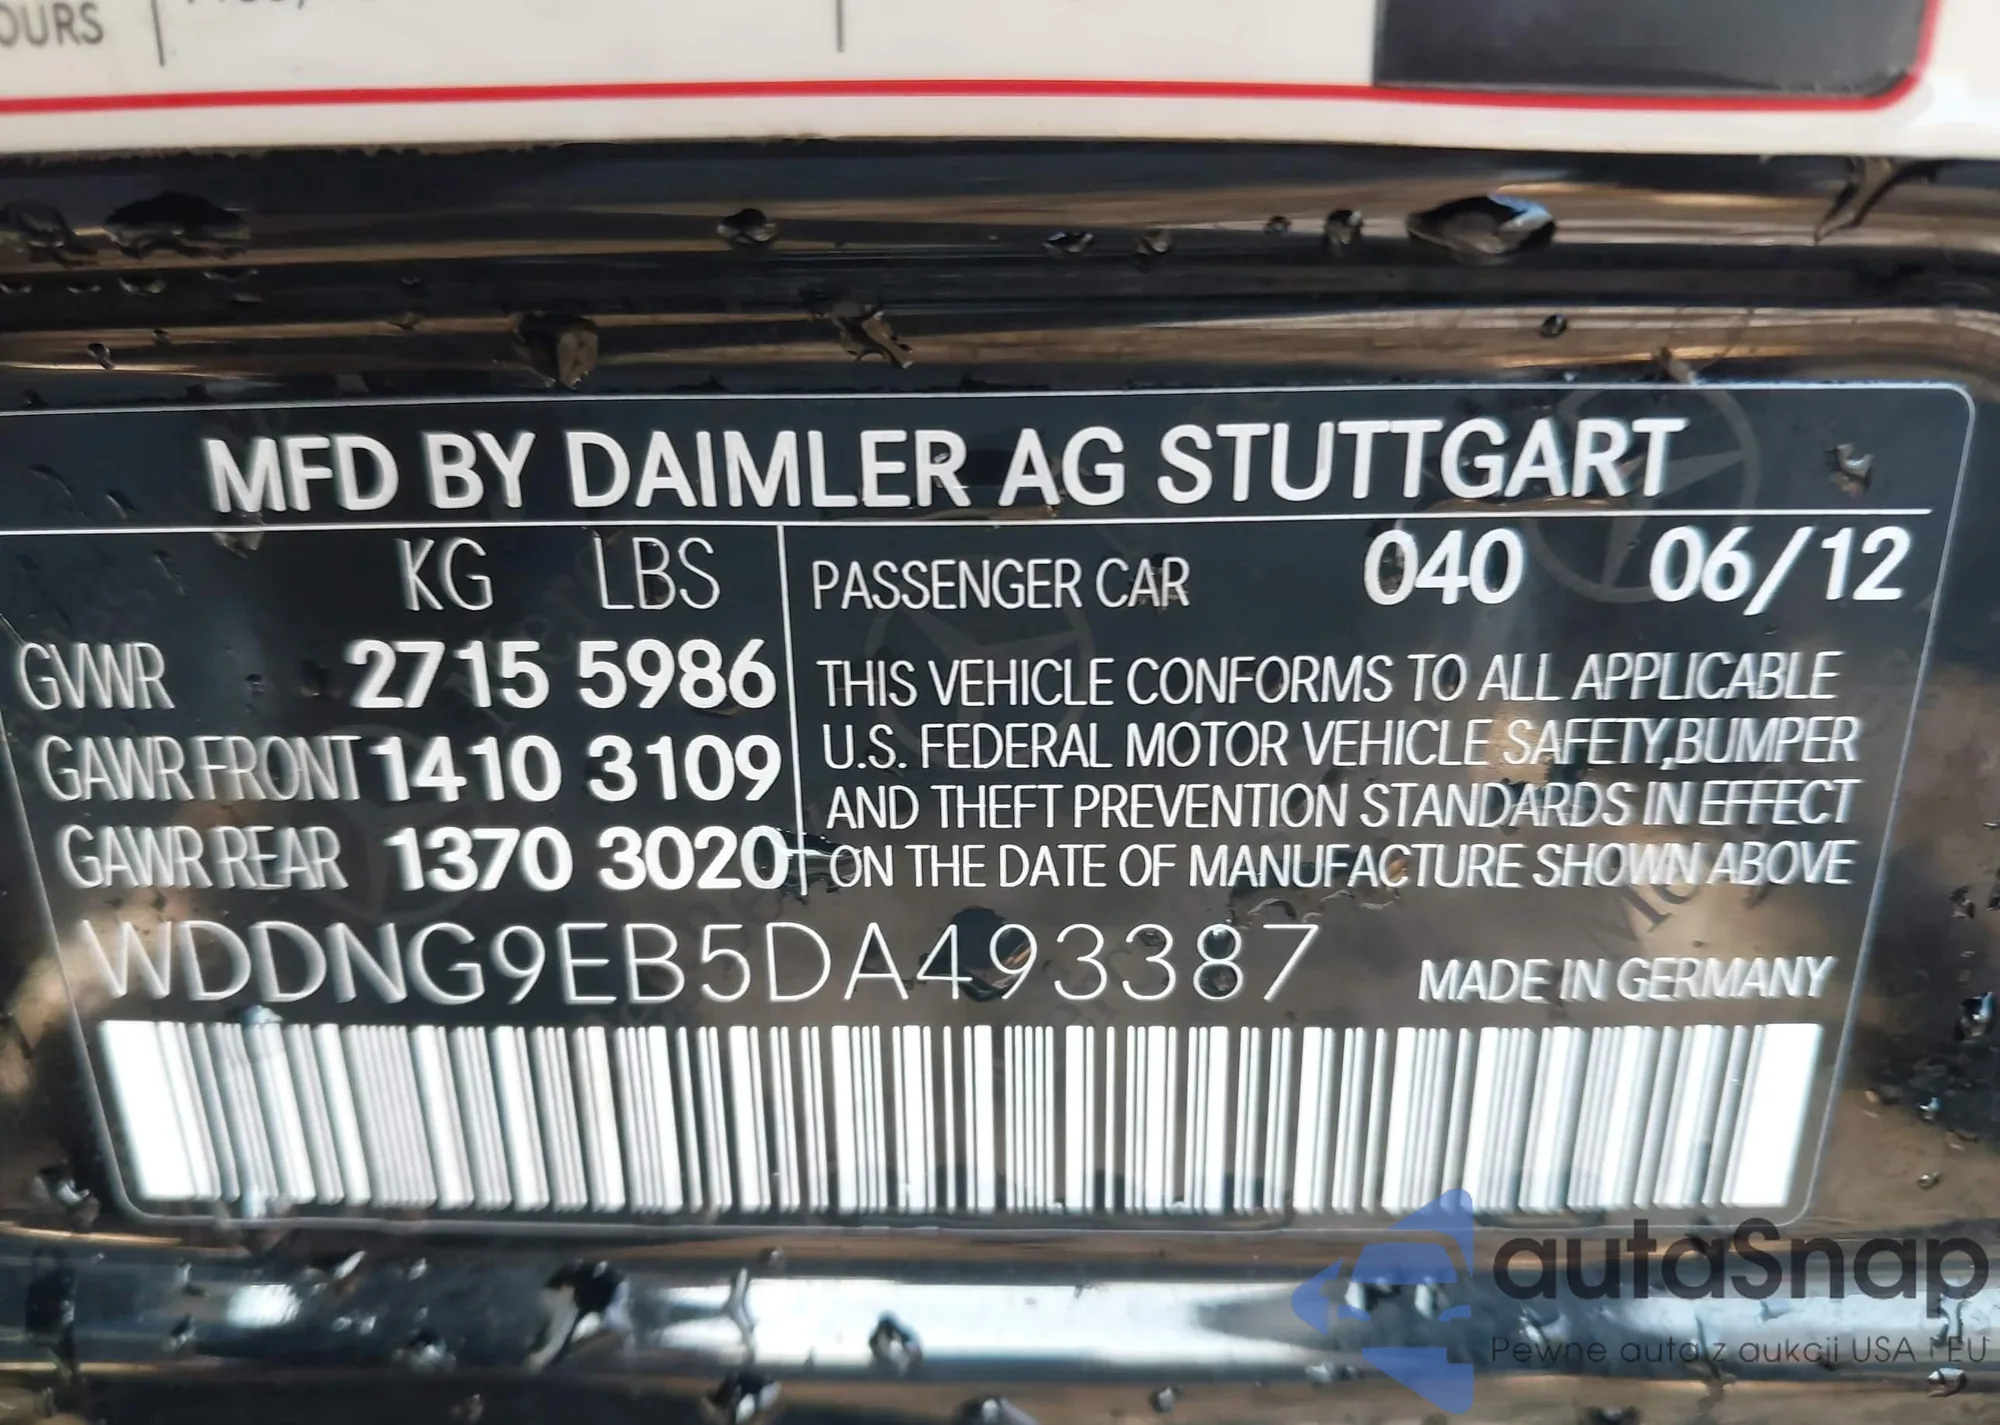 OURS
MFD BY DAIMLER AG STUTTGART
KG LBS
PASSENGER CAR 040 06/12
GVWR 2715 5986
GAWR FRONT 1410 3109
GAWR REAR 1370 3020
THIS VEHICLE CONFORMS TO ALL APPLICABLE
U.S. FEDERAL MOTOR VEHICLE SAFETY,BUMPER
AND THEFT PREVENTION STANDARDS IN EFFECT
ON THE DATE OF MANUFACTURE SHOWN ABOVE
WDDNG9EB5DA493387
MADE IN GERMANY
autaSnap
Pewne auta z aukcji USA i EU